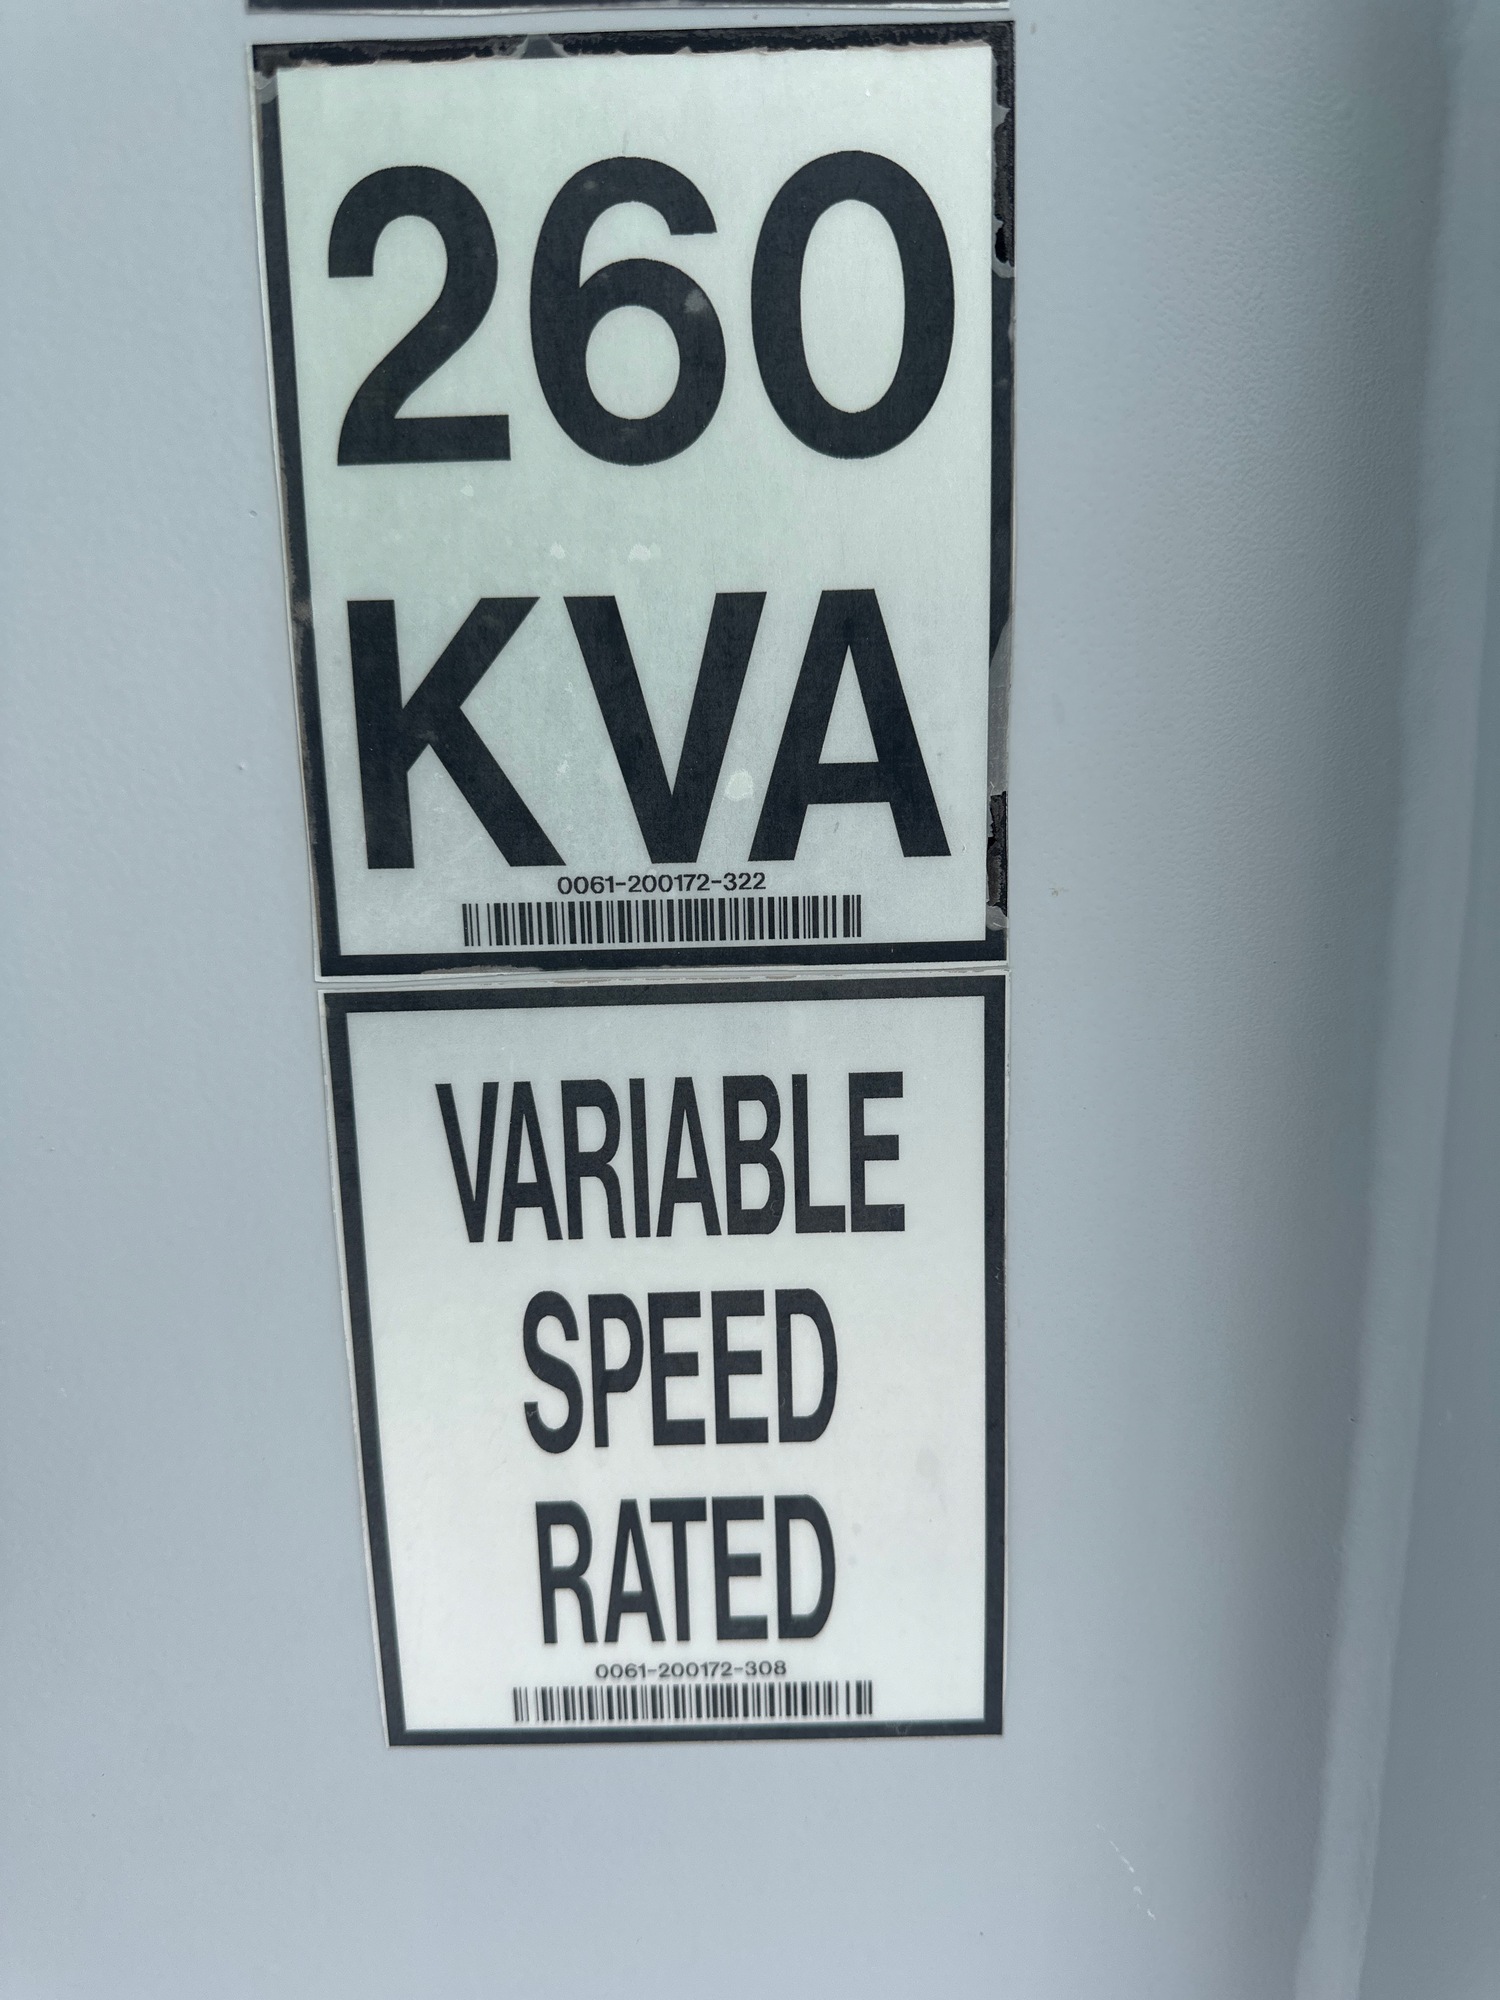 260
KVA
0061-200172-322
VARIABLE
SPEED
RATED
0061-200172-308